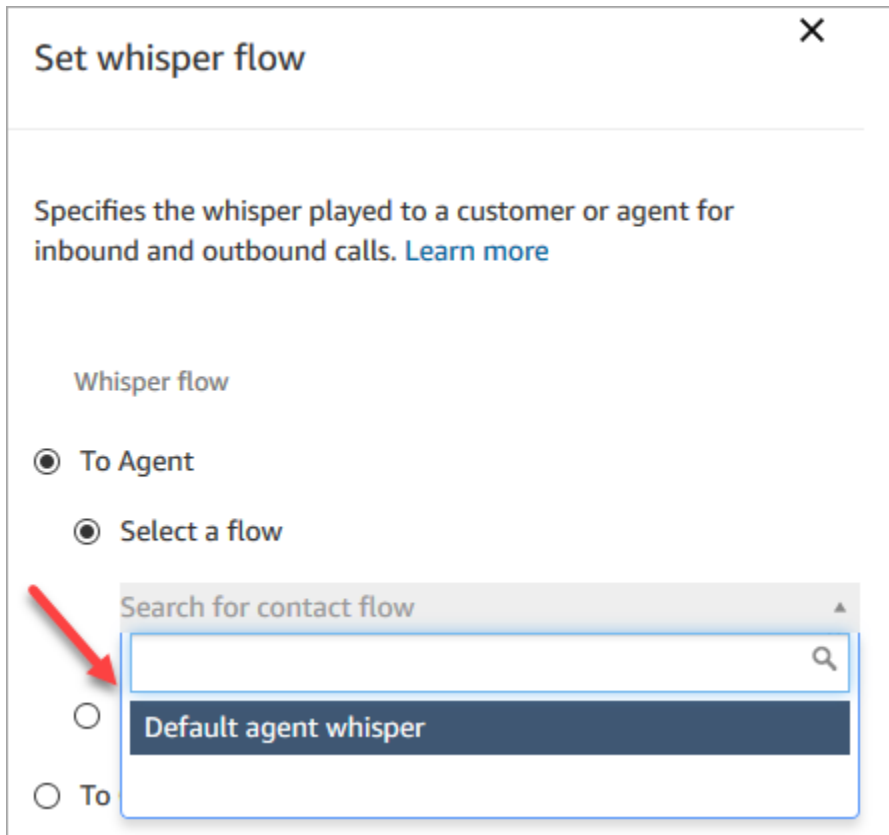 Set whisper flow
Specifies the whisper played to a customer or agent for
inbound and outbound calls. Learn more
Whisper flow
To Agent
Select a flow
Search for contact flow
Default agent whisper
To